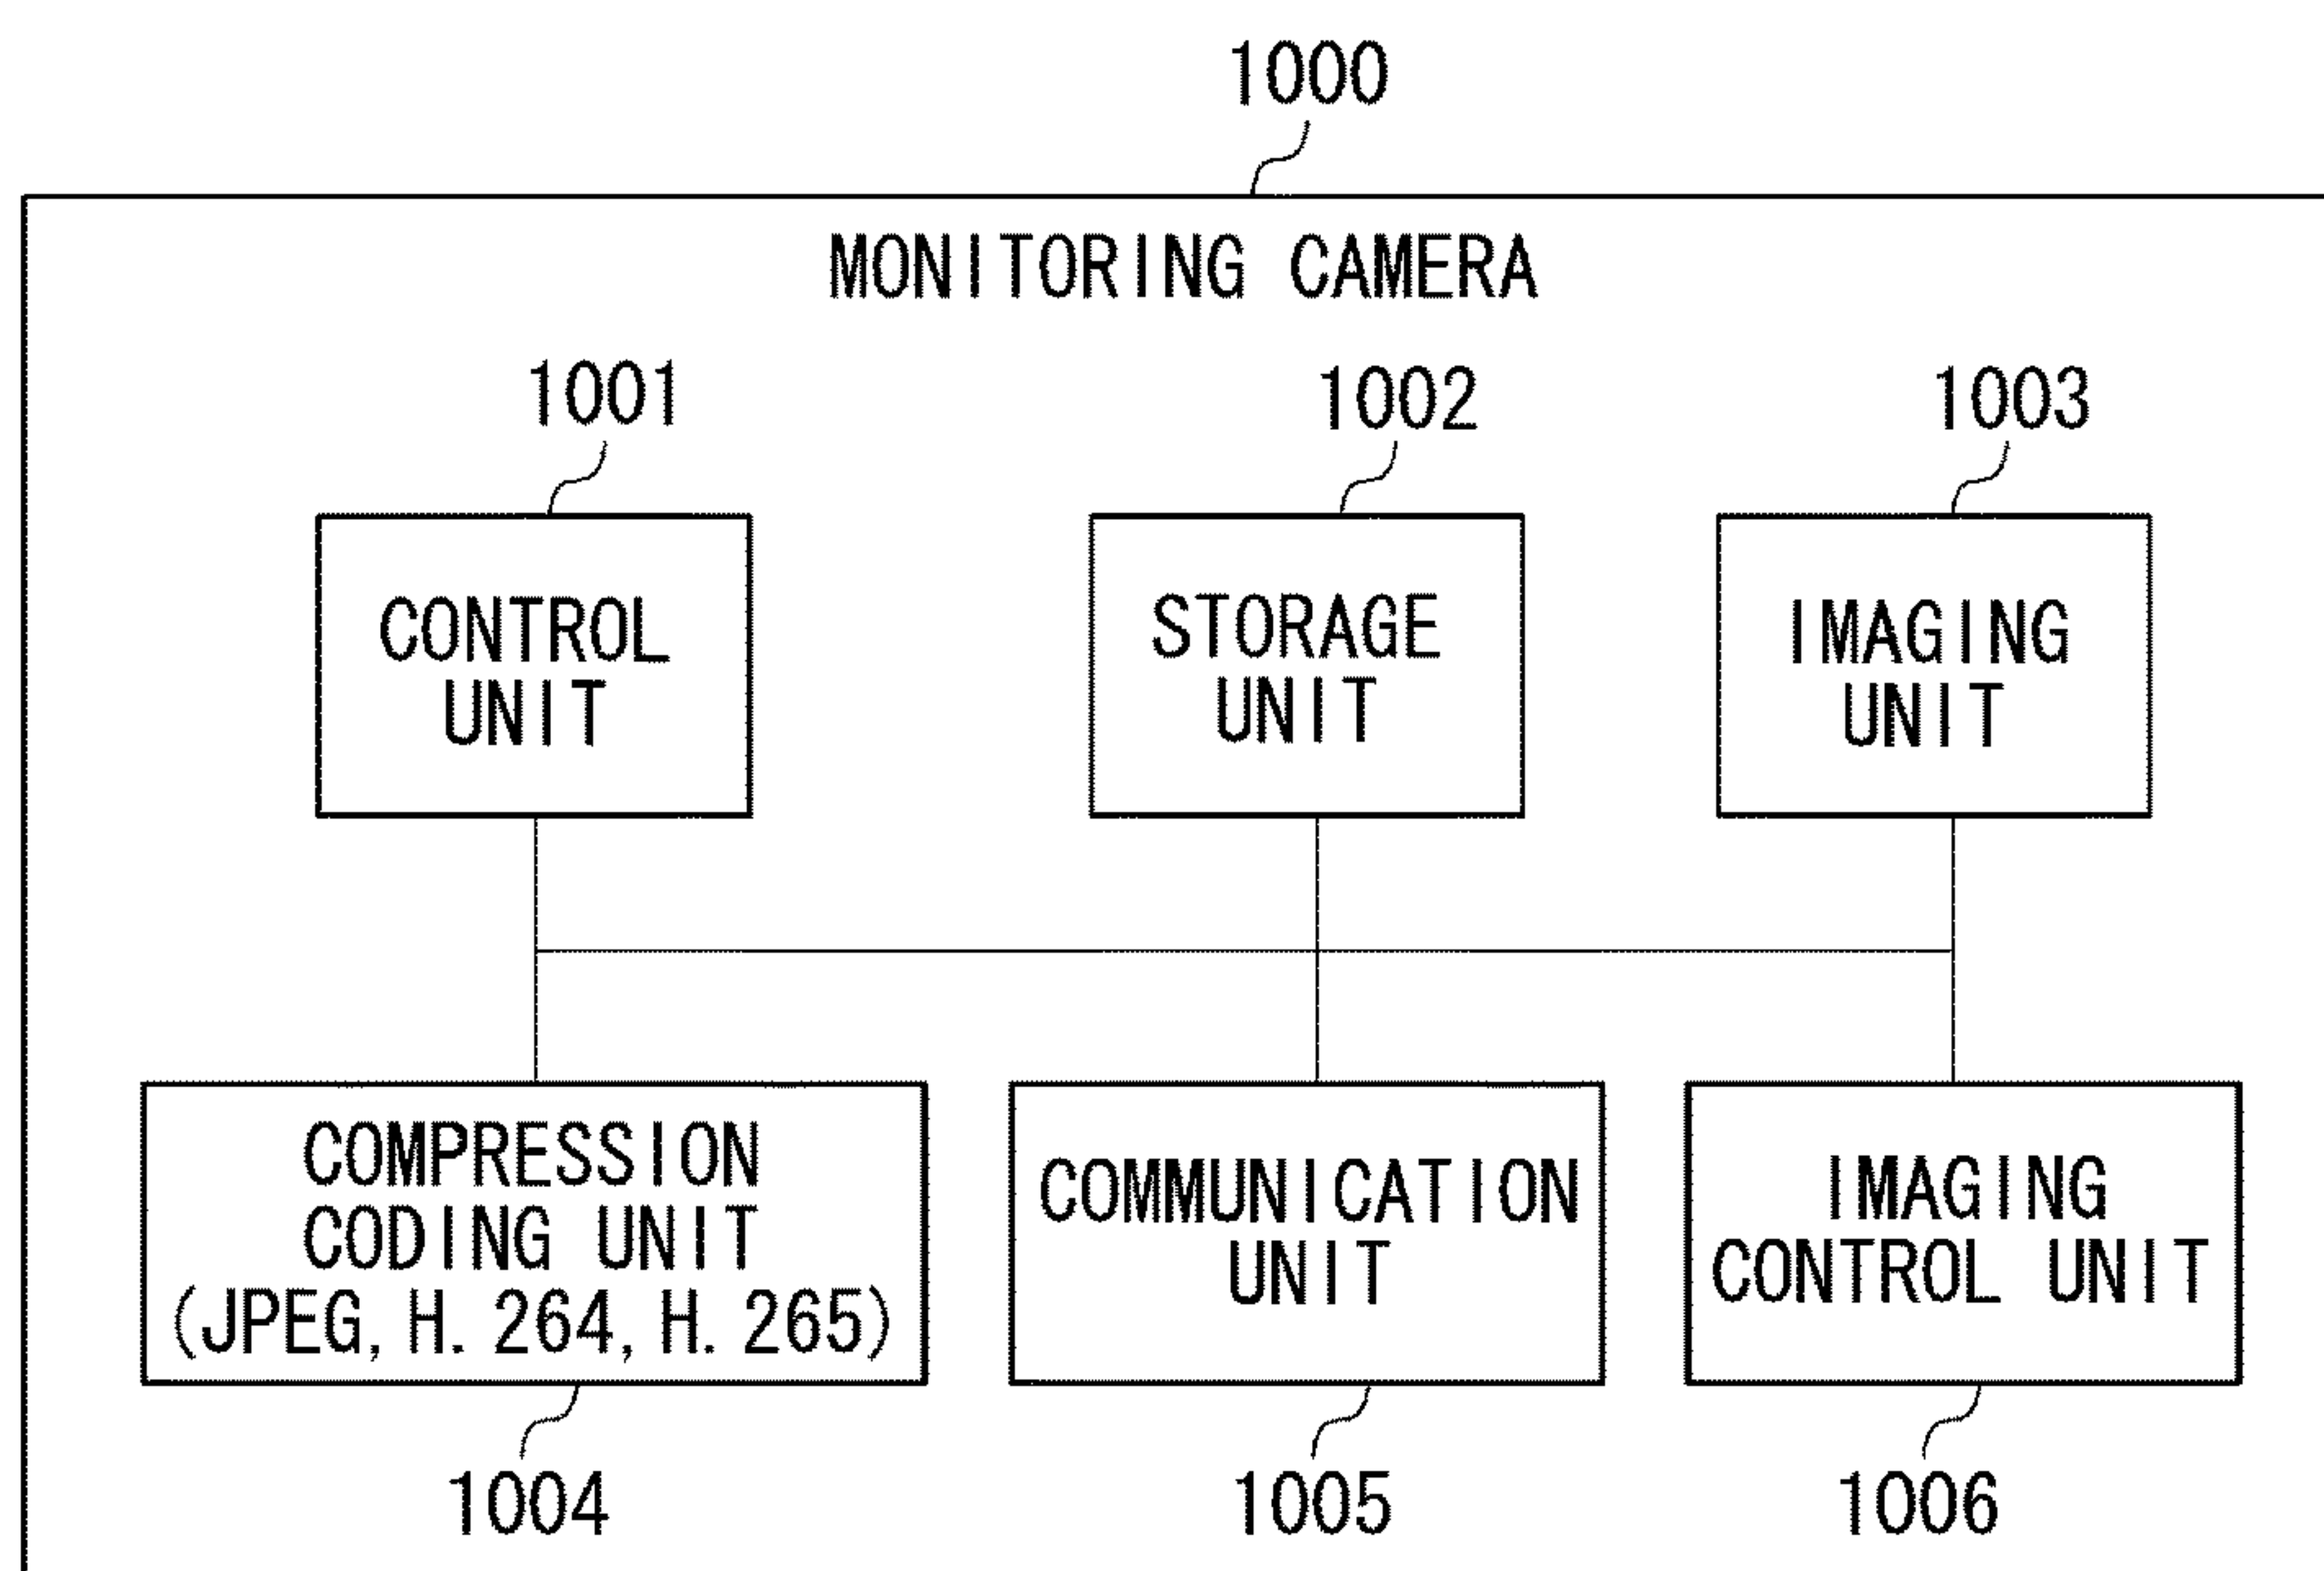 1000
MONITORING CAMERA
1001
1002
1003
CONTROL
UNIT
STORAGE
UNIT
IMAGING
UNIT
COMPRESSION
CODING UNIT
(JPEG, H. 264, H. 265)
COMMUNICATION
UNIT
IMAGING
CONTROL UNIT
1004
1005
1006